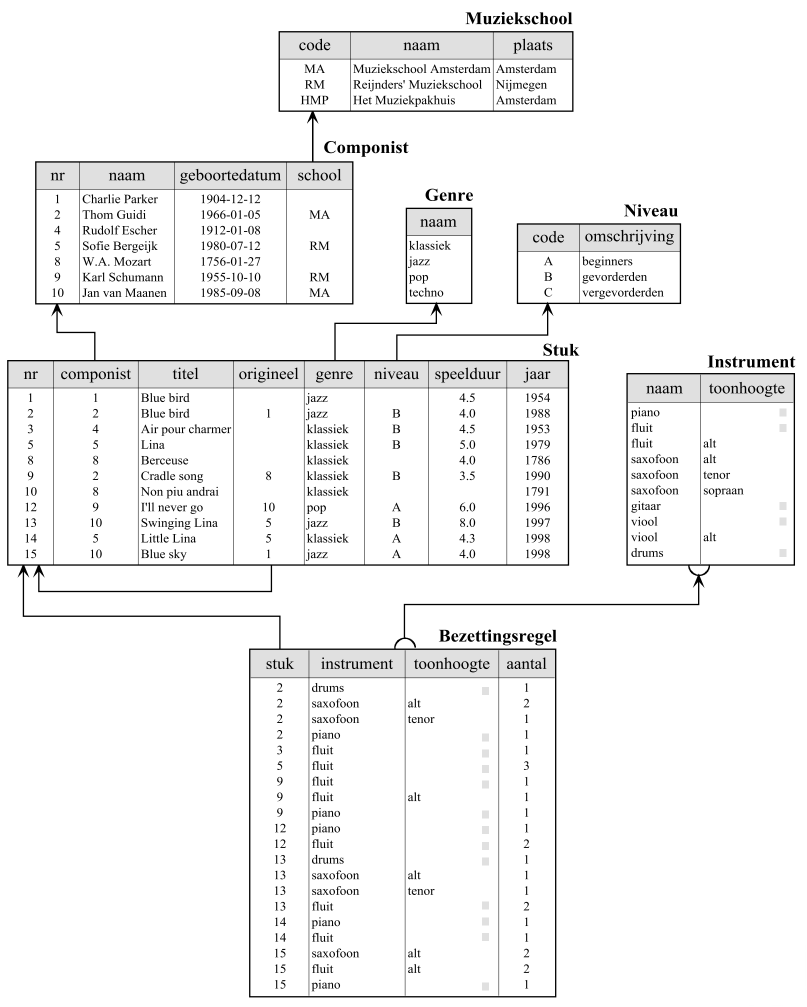 Muziekschool
code naam plaats
MA Muziekschool Amsterdam Amsterdam
RM Reijnders' Muziekschool Nijmegen
HMP Het Muziekpakhuis Amsterdam
Componist
nr naam geboortedatum school
1 Charlie Parker 1904-12-12
2 Thom Guidi 1966-01-05 MA
4 Rudolf Escher 1912-01-08
5 Sofie Bergeijk 1980-07-12 RM
8 W.A. Mozart 1756-01-27
9 Karl Schumann 1955-10-10 RM
10 Jan van Maanen 1985-09-08 MA
Genre
naam
klassiek
jazz
pop
techno
Niveau
code omschrijving
A beginners
B gevorderden
C vergevorderden
Stuk
nr componist titel origineel genre niveau speelduur jaar
1 1 Blue bird jazz 4.5 1954
2 2 Blue bird 1 jazz B 4.0 1988
3 4 Air pour charmer klassiek B 4.5 1953
5 5 Lina klassiek B 5.0 1979
8 8 Berceuse klassiek 4.0 1786
9 2 Cradle song 8 klassiek B 3.5 1990
10 8 Non piu andrai klassiek 1791
12 9 I'll never go 10 pop A 6.0 1996
13 10 Swinging Lina 5 jazz B 8.0 1997
14 5 Little Lina 5 klassiek A 4.3 1998
15 10 Blue sky 1 jazz A 4.0 1998
Instrument
naam toonhoogte
piano
fluit
fluit alt
saxofoon alt
saxofoon tenor
saxofoon sopraan
gitaar
viool
viool alt
drums
Bezettingsregel
stuk instrument toonhoogte aantal
2 drums 1
2 saxofoon alt 2
2 saxofoon tenor 1
2 piano 1
3 fluit 1
5 fluit 3
9 fluit 1
9 fluit alt 1
9 piano 1
12 piano 1
12 fluit 2
13 drums 1
13 saxofoon alt 1
13 saxofoon tenor 1
13 fluit 2
14 piano 1
14 fluit 1
15 saxofoon alt 2
15 fluit alt 2
15 piano 1